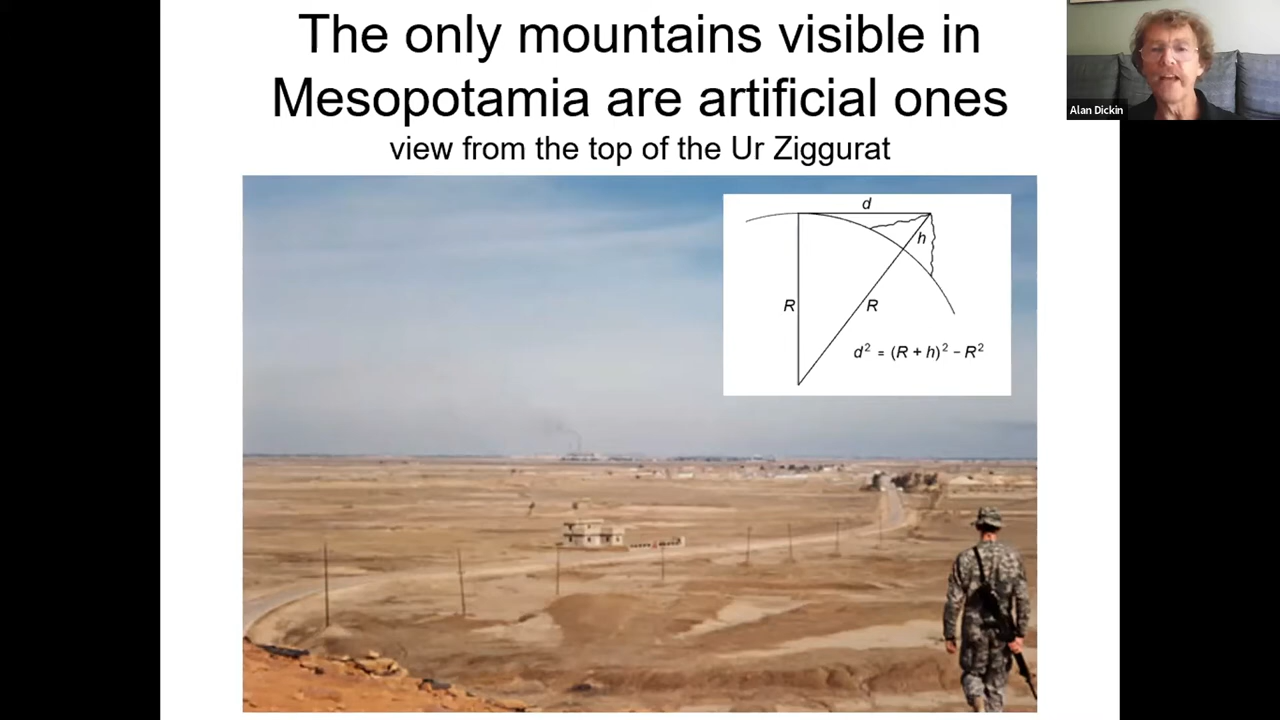 The only mountains visible in
Mesopotamia are artificial ones
view from the top of the Ur Ziggurat
Alan Dickin
d
h
R
R
d² = (R + h)² – R²